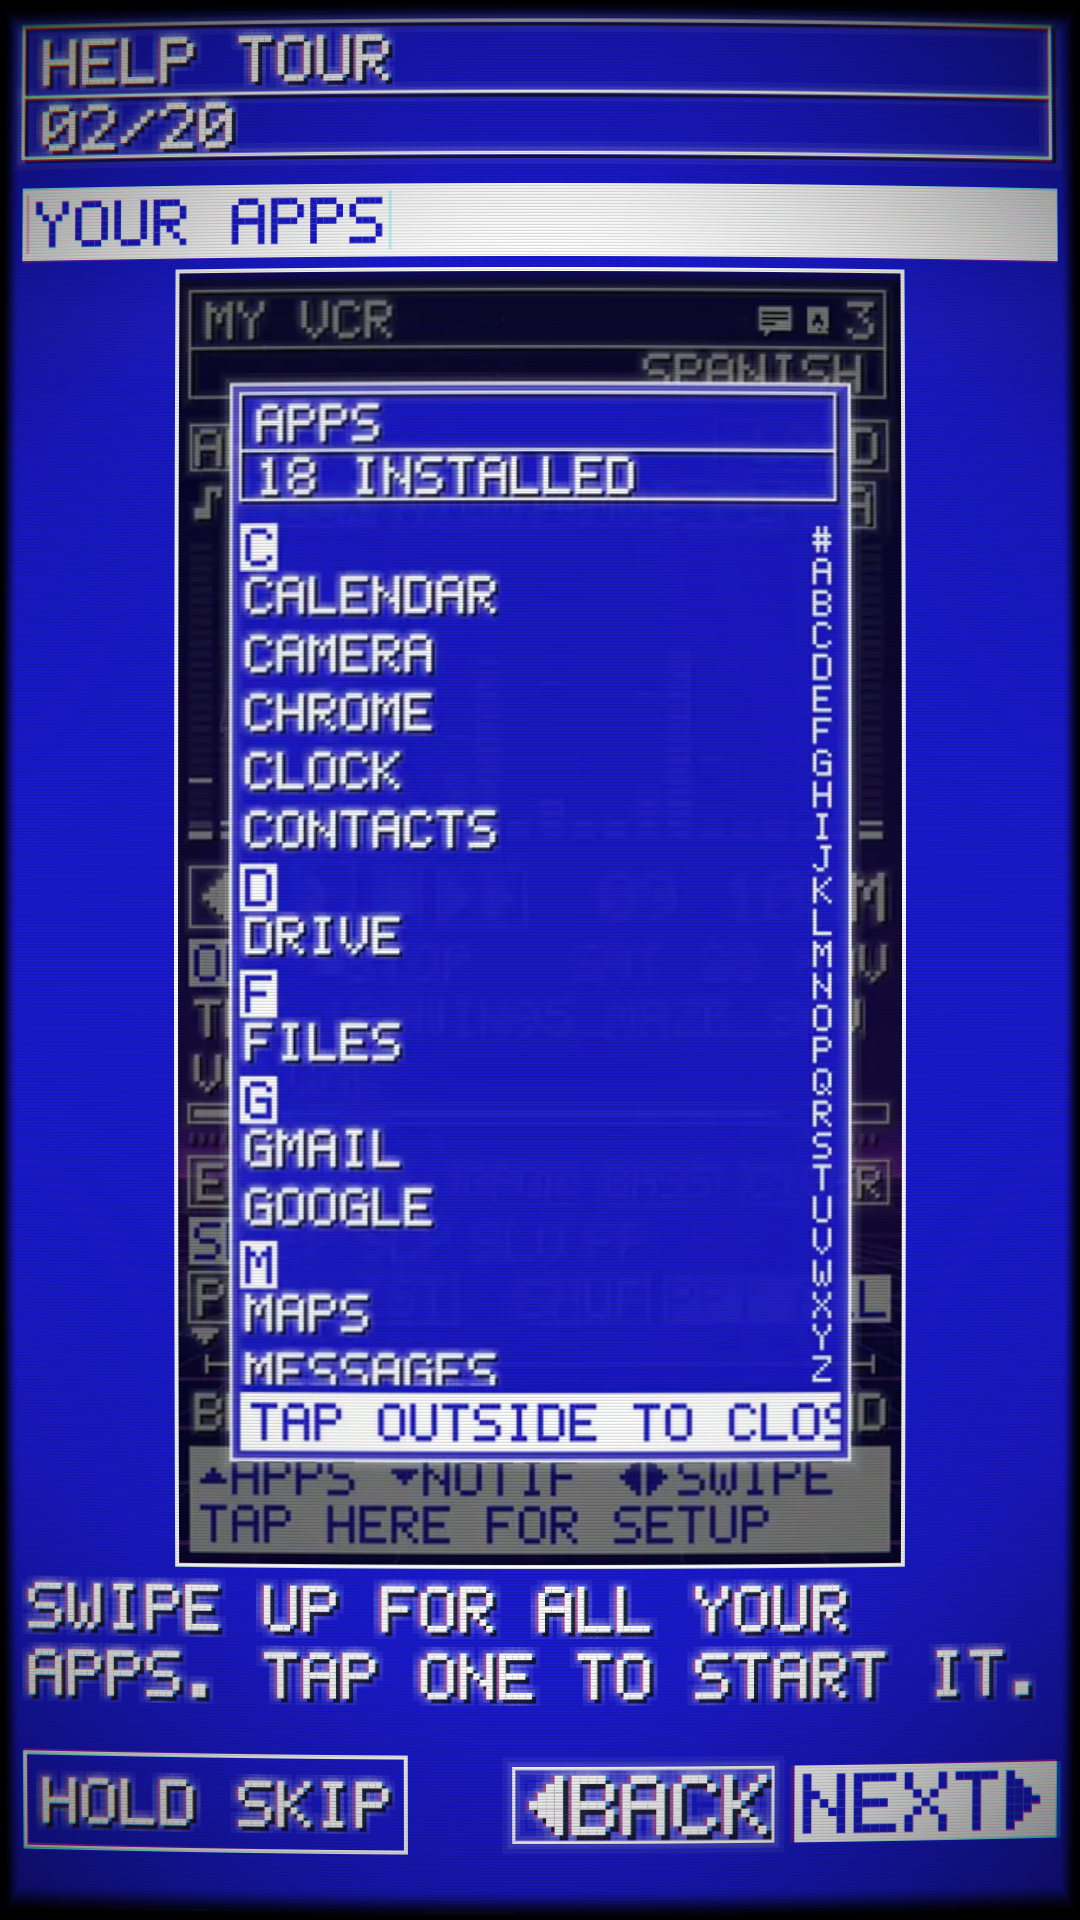 HELP TOUR
02/20
YOUR APPS
MY VCR 3
SPANISH
APPS
18 INSTALLED
C
CALENDAR
CAMERA
CHROME
CLOCK
CONTACTS
D
DRIVE
F
FILES
G
GMAIL
GOOGLE
M
MAPS
MESSAGES
#
A
B
C
D
E
F
G
H
I
J
K
L
M
N
O
P
Q
R
S
T
U
V
W
X
Y
Z
TAP OUTSIDE TO CLOS
▲APPS ▼NOTIF ◀▶SWIPE
TAP HERE FOR SETUP
SWIPE UP FOR ALL YOUR
APPS. TAP ONE TO START IT.
HOLD SKIP
◀BACK
NEXT▶